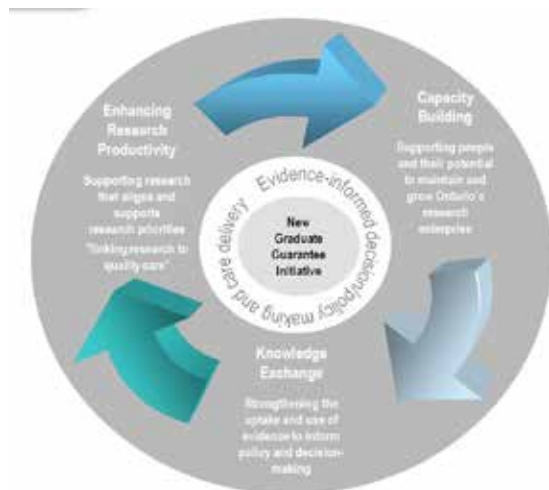 Enhancing
Research
Productivity
Supporting research
that aligns and
supports
research priorities
"linking research to
quality care"
Capacity
Building
Supporting people
and their potential
to maintain and
grow Ontario's
research
enterprise
Evidence-informed decision/policy making and care delivery
New
Graduate
Guarantee
Initiative
Knowledge
Exchange
Strengthening the
uptake and use of
evidence to inform
policy and decision-
making